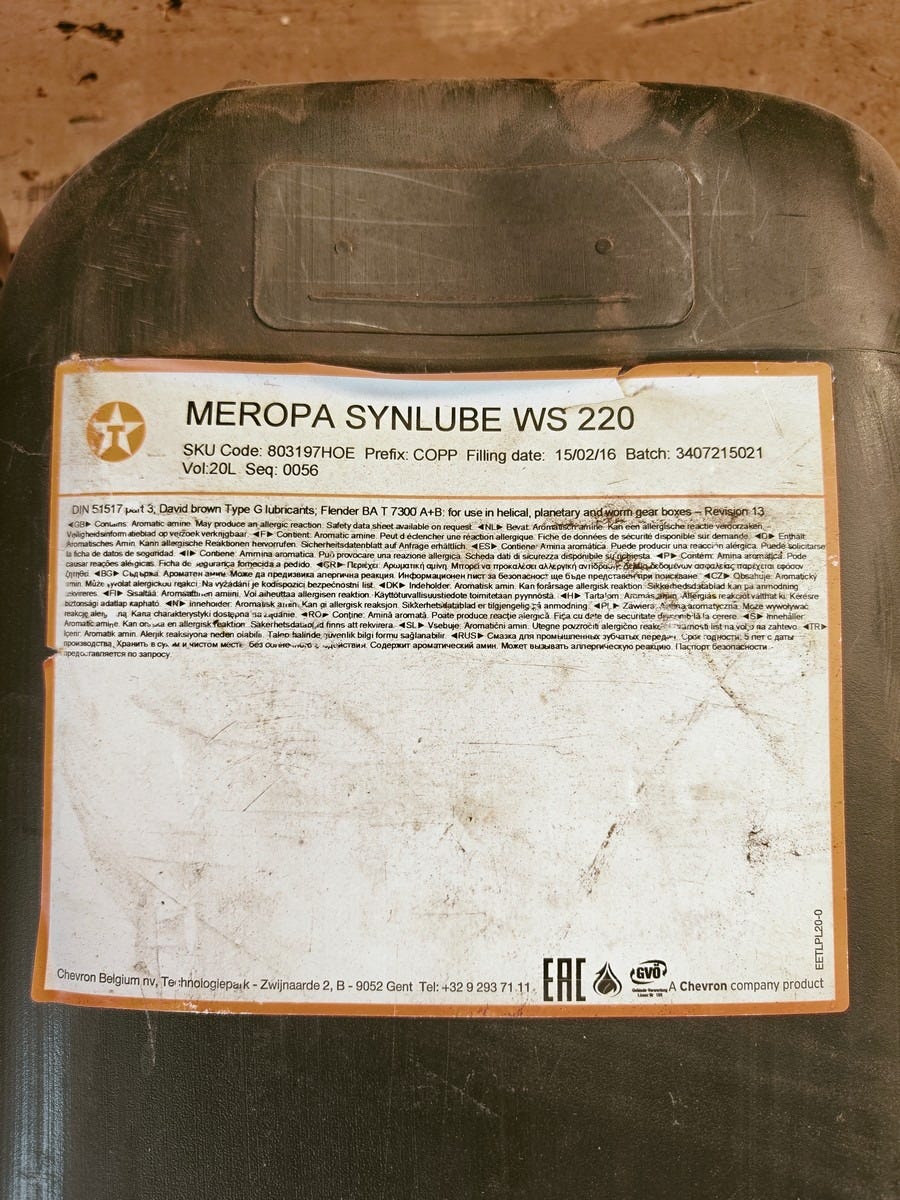 MEROPA SYNLUBE WS 220
SKU Code: 803197HOE Prefix: COPP Filling date: 15/02/16 Batch: 3407215021
Vol:20L Seq: 0056
DIN 51517 part 3; David brown Type G lubricants; Flender BA T 7300 A+B: for use in helical, planetary and worm gear boxes – Revision 13
◄GB► Contains: Aromatic amine. May produce an allergic reaction. Safety data sheet available on request. ◄NL► Bevat: Aromatisch amine. Kan een allergische reactie veroorzaken.
Veiligheidsinformatieblad op verzoek verkrijgbaar. ◄F► Contient: Aromatic amine. Peut déclencher une réaction allergique. Fiche de données de sécurité disponible sur demande. ◄D► Enthält:
Aromatisches Amin. Kann allergische Reaktionen hervorrufen. Sicherheitsdatenblatt auf Anfrage erhältlich. ◄ES► Contiene: Amina aromática. Puede producir una reacción alérgica. Puede solicitarse
la ficha de datos de seguridad. ◄I► Contiene: Ammina aromatica. Può provocare una reazione allergica. Scheda dati di sicurezza disponibile su richiesta. ◄P► Contém: Amina aromática. Pode
causar reações alérgicas. Ficha de segurança fornecida a pedido. ◄GR► Περιέχει: Αρωματική αμίνη. Μπορεί να προκαλέσει αλλεργική αντίδραση. Δελτίο δεδομένων ασφαλείας παρέχεται εφόσον
ζητηθεί. ◄BG► Съдържа: Ароматен амин. Може да предизвика алергична реакция. Информационен лист за безопасност ще бъде представен при поискване. ◄CZ► Obsahuje: Aromatický
amin. Může vyvolat alergickou reakci. Na vyžádání je k dispozici bezpečnostní list. ◄DK► Indeholder: Aromatisk amin. Kan forårsage allergisk reaktion. Sikkerhedsdatablad kan på anmodning
rekvireres. ◄FI► Sisältää: Aromaattinen amiini. Voi aiheuttaa allergisen reaktion. Käyttöturvallisuustiedote toimitetaan pyynnöstä. ◄H► Tartalom: Aromás amin. Allergiás reakciót válthat ki. Kérésre
biztonsági adatlap kapható. ◄N► Inneholder: Aromatisk amin. Kan gi allergisk reaksjon. Sikkerhetsdatablad er tilgjengelig på anmodning. ◄PL► Zawiera: Amina aromatyczna. Może wywoływać
reakcję alergiczną. Karta charakterystyki dostępna na żądanie. ◄RO► Conţine: Amină aromată. Poate produce reacţie alergică. Fişa cu date de securitate disponibilă la cerere. ◄S► Innehåller:
Aromatic amine. Kan orsaka en allergisk reaktion. Säkerhetsdatablad finns att rekvirera. ◄SL► Vsebuje: Aromatični amin. Utegne povzročiti alergično reakcijo. Varnosti list na voljo na zahtevo. ◄TR►
İçerir: Aromatik amin. Alerjik reaksiyona neden olabilir. Talep halinde güvenlik bilgi formu sağlanabilir. ◄RUS► Смазка для промышленных зубчатых передач. Срок годности: 5 лет с даты
производства. Хранить в сухом и чистом месте без солнечного воздействия. Содержит ароматический амин. Может вызывать аллергическую реакцию. Паспорт безопасности
предоставляется по запросу.
EETLPL20-0
Chevron Belgium nv, Technologiepark - Zwijnaarde 2, B - 9052 Gent Tel: +32 9 293 71 11
EAC
GVÖ
A Chevron company product